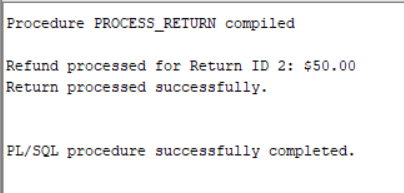 Procedure PROCESS_RETURN compiled
Refund processed for Return ID 2: $50.00
Return processed successfully.
PL/SQL procedure successfully completed.